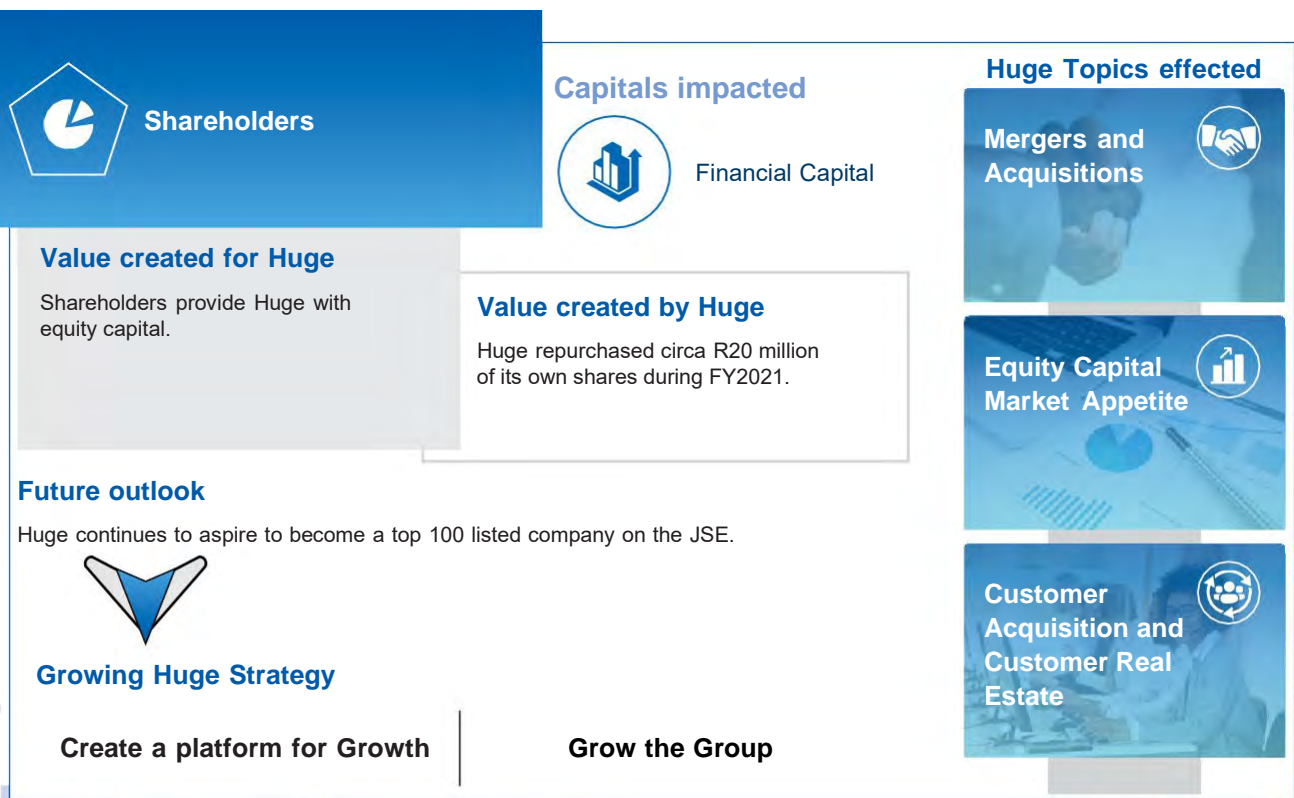 Shareholders
Capitals impacted
Financial Capital
Value created for Huge
Shareholders provide Huge with
equity capital.
Value created by Huge
Huge repurchased circa R20 million
of its own shares during FY2021.
Future outlook
Huge continues to aspire to become a top 100 listed company on the JSE.
Growing Huge Strategy
Create a platform for Growth
Grow the Group
Huge Topics effected
Mergers and
Acquisitions
Equity Capital
Market Appetite
Customer
Acquisition and
Customer Real
Estate